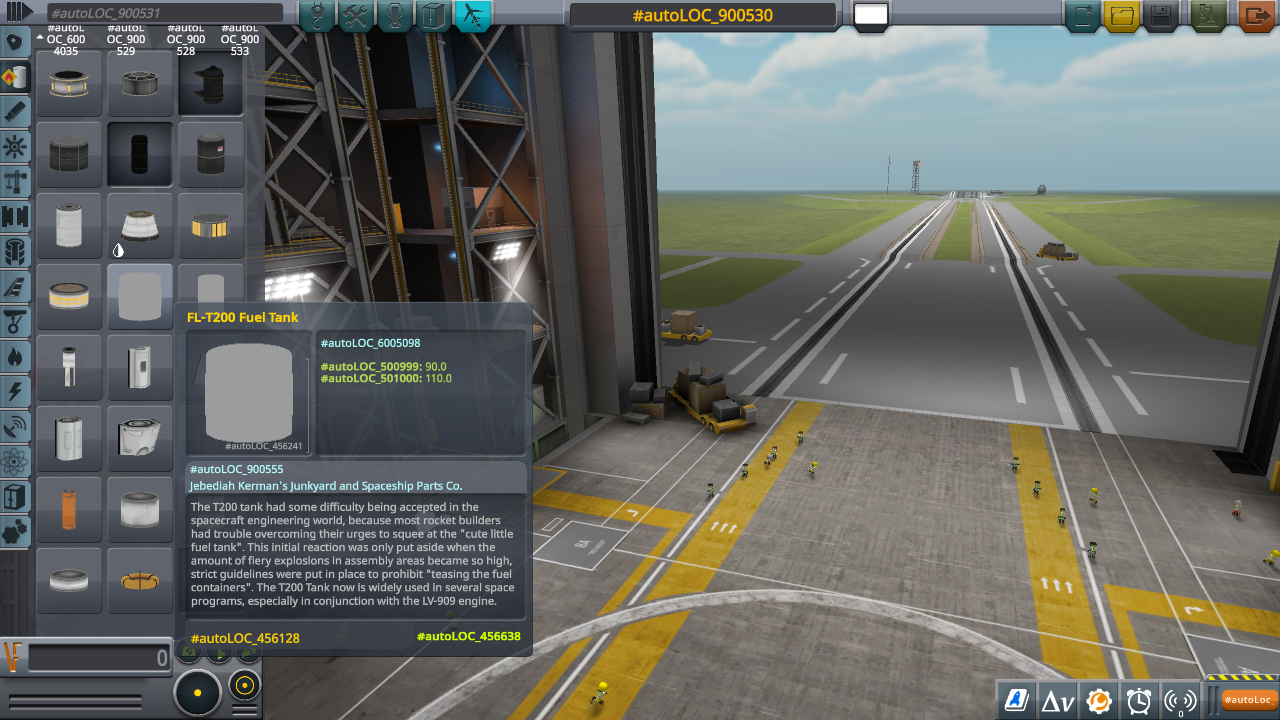 #autoLOC_900531
#autoLOC_900530
#autoL
OC_600
4035
#autoL
OC_900
529
#autoL
OC_900
528
#autoL
OC_900
533
FL-T200 Fuel Tank
#autoLOC_6005098
#autoLOC_500999: 90.0
#autoLOC_501000: 110.0
#autoLOC_456241
#autoLOC_900555
Jebediah Kerman's Junkyard and Spaceship Parts Co.
The T200 tank had some difficulty being accepted in the
spacecraft engineering world, because most rocket builders
had trouble overcoming their urges to squee at the "cute little
fuel tank". This initial reaction was only put aside when the
amount of fiery explosions in assembly areas became so high,
strict guidelines were put in place to prohibit "teasing the fuel
containers". The T200 Tank now is widely used in several space
programs, especially in conjunction with the LV-909 engine.
#autoLOC_456128
#autoLOC_456638
0
Δv
#autoLoc_